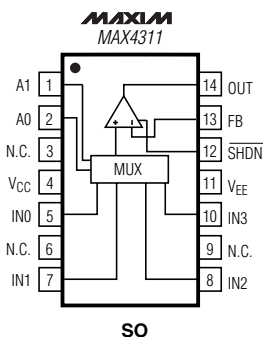 MAXIM
MAX4311
A1 1
A0 2
N.C. 3
VCC 4
IN0 5
N.C. 6
IN1 7
+ −
MUX
14 OUT
13 FB
12 S̅H̅D̅N̅
11 VEE
10 IN3
9 N.C.
8 IN2
SO